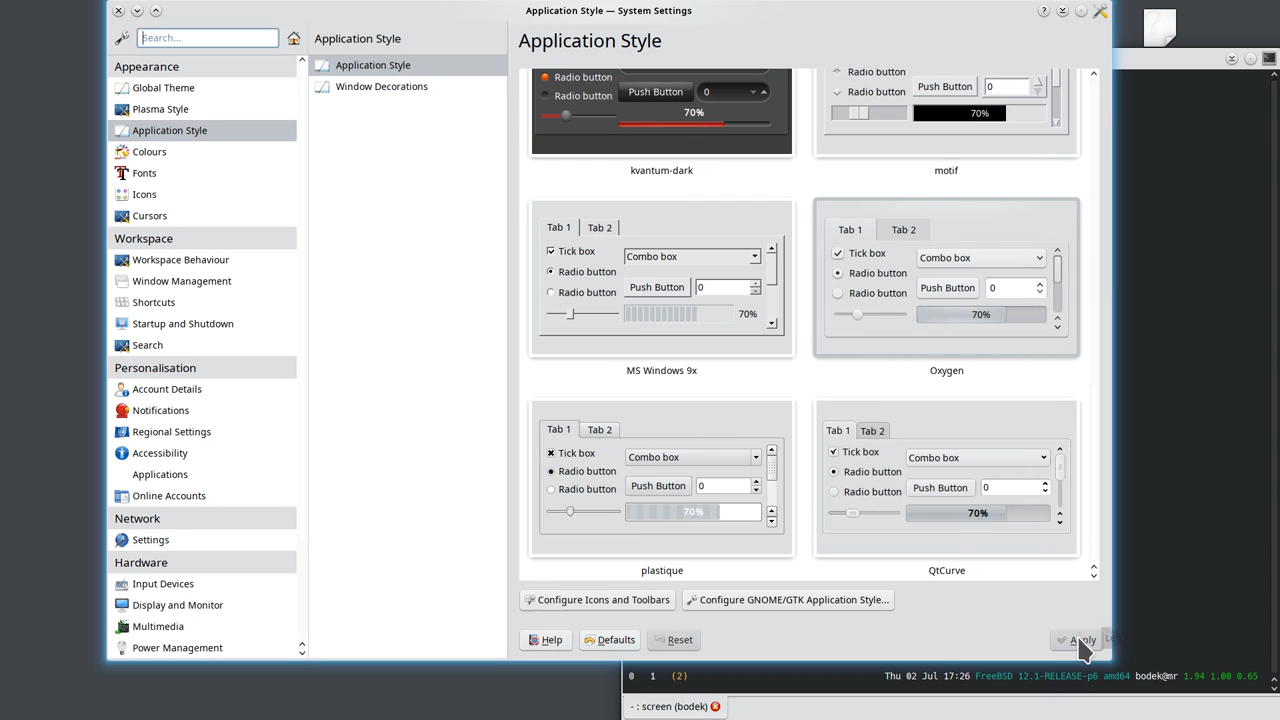 Application Style — System Settings
?
Search...
Application Style
Application Style
Appearance
Global Theme
Plasma Style
Application Style
Colours
Fonts
Icons
Cursors
Workspace
Workspace Behaviour
Window Management
Shortcuts
Startup and Shutdown
Search
Personalisation
Account Details
Notifications
Regional Settings
Accessibility
Applications
Online Accounts
Network
Settings
Hardware
Input Devices
Display and Monitor
Multimedia
Power Management
Application Style
Window Decorations
Radio button
Radio button
Push Button
0
70%
kvantum-dark
Radio button
Radio button
Push Button
0
70%
motif
Tab 1 Tab 2
Tick box
Combo box
Radio button
Push Button
0
Radio button
70%
MS Windows 9x
Tab 1 Tab 2
Tick box
Combo box
Radio button
Push Button
0
Radio button
70%
Oxygen
Tab 1 Tab 2
Tick box
Combo box
Radio button
Push Button
0
Radio button
70%
plastique
Tab 1 Tab 2
Tick box
Combo box
Radio button
Push Button
0
Radio button
70%
QtCurve
Configure Icons and Toolbars
Configure GNOME/GTK Application Style...
Help
Defaults
Reset
Apply
0 1 (2) Thu 02 Jul 17:26 FreeBSD 12.1-RELEASE-p6 amd64 bodek@mr 1.94 1.00 0.65
- : screen (bodek)